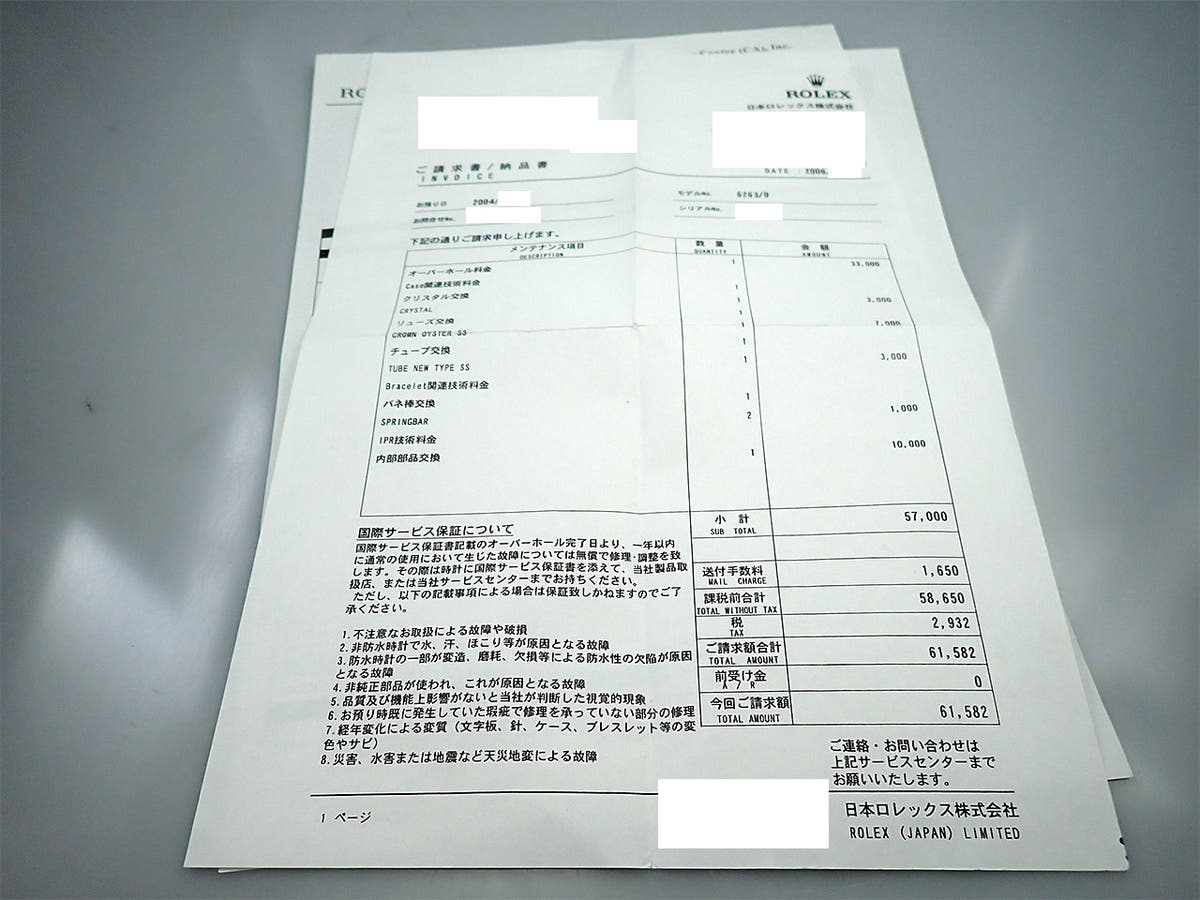 Center (CA), Inc.
RO
ROLEX
日本ロレックス株式会社
ご請求書/納品書
INVOICE
DATE : 2006.
お預り日 2004/
お問合せNo.
モデルNo. 6263/0
シリアルNo.
下記の通りご請求申し上げます。
メンテナンス項目 数量 金額
DESCRIPTION QUANTITY AMOUNT
オーバーホール料金 1 33,000
Case関連技術料金 1
クリスタル交換 1 3,000
CRYSTAL 1
リューズ交換 1 7,000
CROWN OYSTER SS 1
チューブ交換 1 3,000
TUBE NEW TYPE SS
Bracelet関連技術料金 1
バネ棒交換 2 1,000
SPRINGBAR
IPR技術料金 10,000
内部部品交換 1
小計 57,000
SUB TOTAL
送付手数料 1,650
MAIL CHARGE
課税前合計 58,650
TOTAL WITHOUT TAX
税 2,932
TAX
ご請求額合計 61,582
TOTAL AMOUNT
前受け金 0
A / R
今回ご請求額 61,582
TOTAL AMOUNT
国際サービス保証について
国際サービス保証書記載のオーバーホール完了日より、一年以内
に通常の使用において生じた故障については無償で修理・調整を致
します。その際は時計に国際サービス保証書を添えて、当社製品取
扱店、または当社サービスセンターまでお持ちください。
ただし、以下の記載事項による場合は保証致しかねますのでご了
承ください。
1.不注意なお取扱による故障や破損
2.非防水時計で水、汗、ほこり等が原因となる故障
3.防水時計の一部が変造、磨耗、欠損等による防水性の欠陥が原因
となる故障
4.非純正部品が使われ、これが原因となる故障
5.品質及び機能上影響がないと当社が判断した視覚的現象
6.お預り時既に発生していた瑕疵で修理を承っていない部分の修理
7.経年変化による変質(文字板、針、ケース、ブレスレット等の変
色やサビ)
8.災害、水害または地震など天災地変による故障
ご連絡・お問い合わせは
上記サービスセンターまで
お願いいたします。
1 ページ
日本ロレックス株式会社
ROLEX (JAPAN) LIMITED